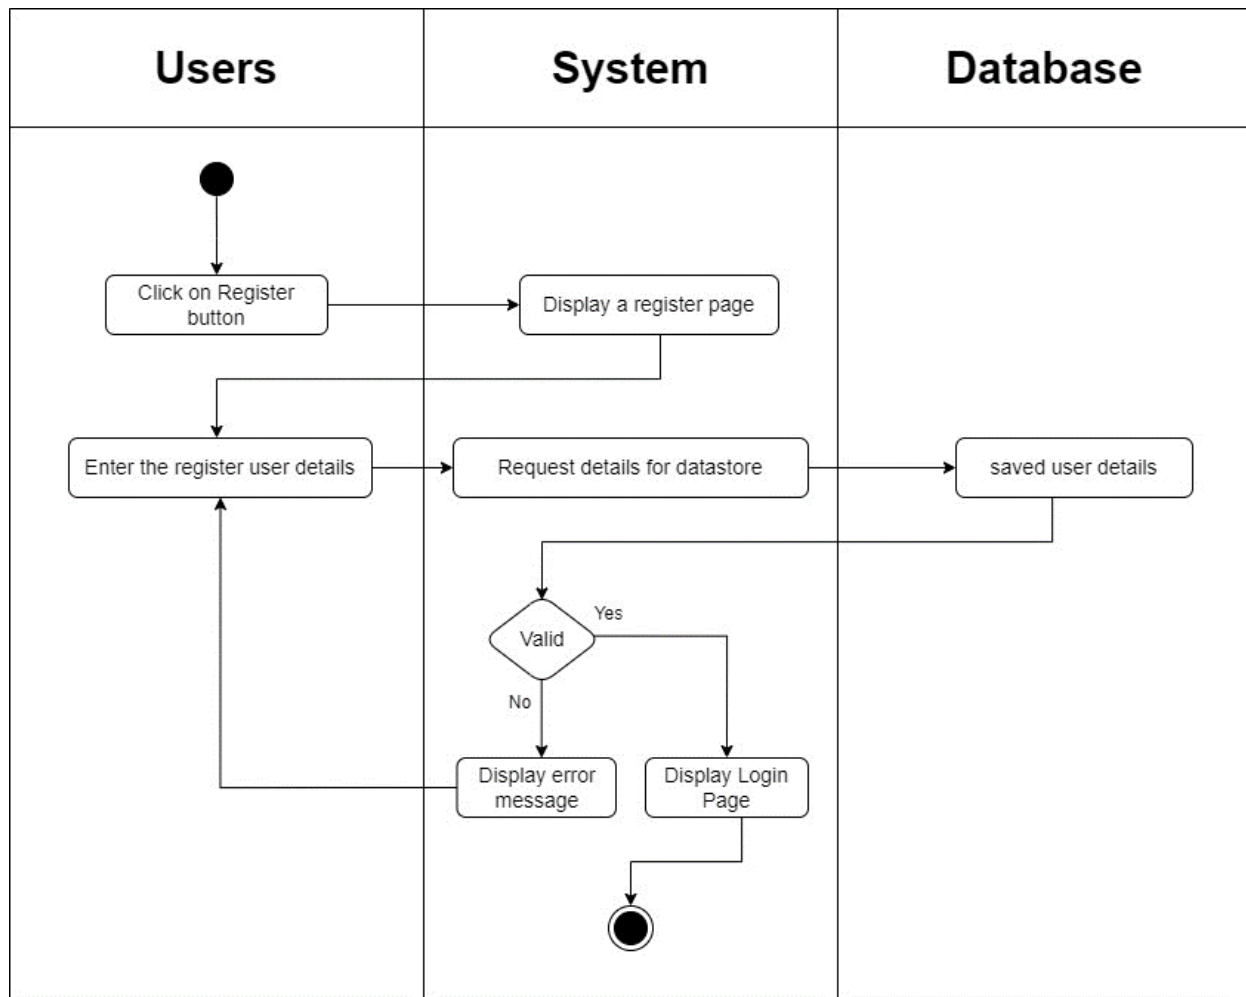 Users
System
Database
Click on Register
button
Display a register page
Enter the register user details
Request details for datastore
saved user details
Valid
Yes
No
Display error
message
Display Login
Page